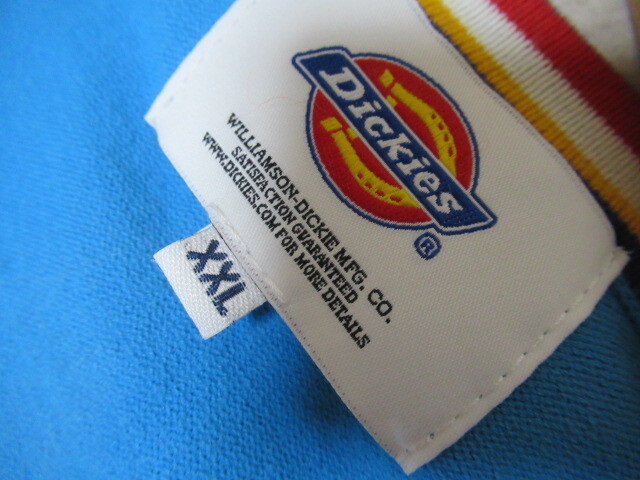 Dickies
®
WILLIAMSON-DICKIE MFG. CO.
SATISFACTION GUARANTEED
WWW.DICKIES.COM FOR MORE DETAILS
XXL